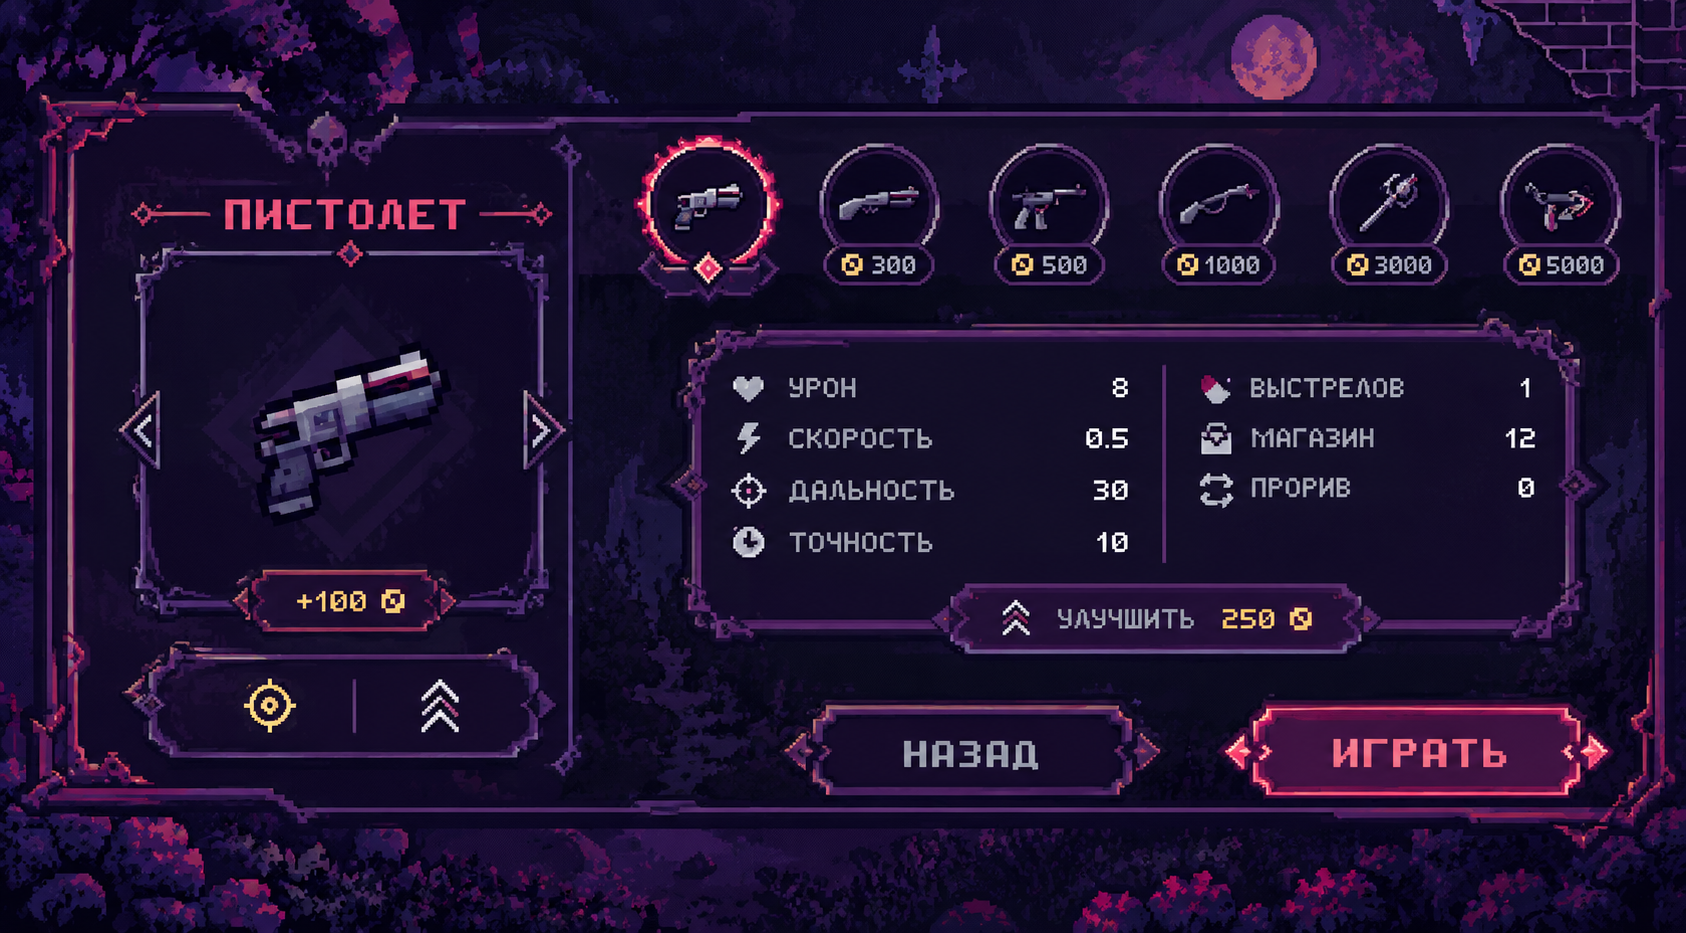 ПИСТОЛЕТ
+100
300
500
1000
3000
5000
УРОН 8
СКОРОСТЬ 0.5
ДАЛЬНОСТЬ 30
ТОЧНОСТЬ 10
ВЫСТРЕЛОВ 1
МАГАЗИН 12
ПРОРИВ 0
УЛУЧШИТЬ 250
НАЗАД
ИГРАТЬ